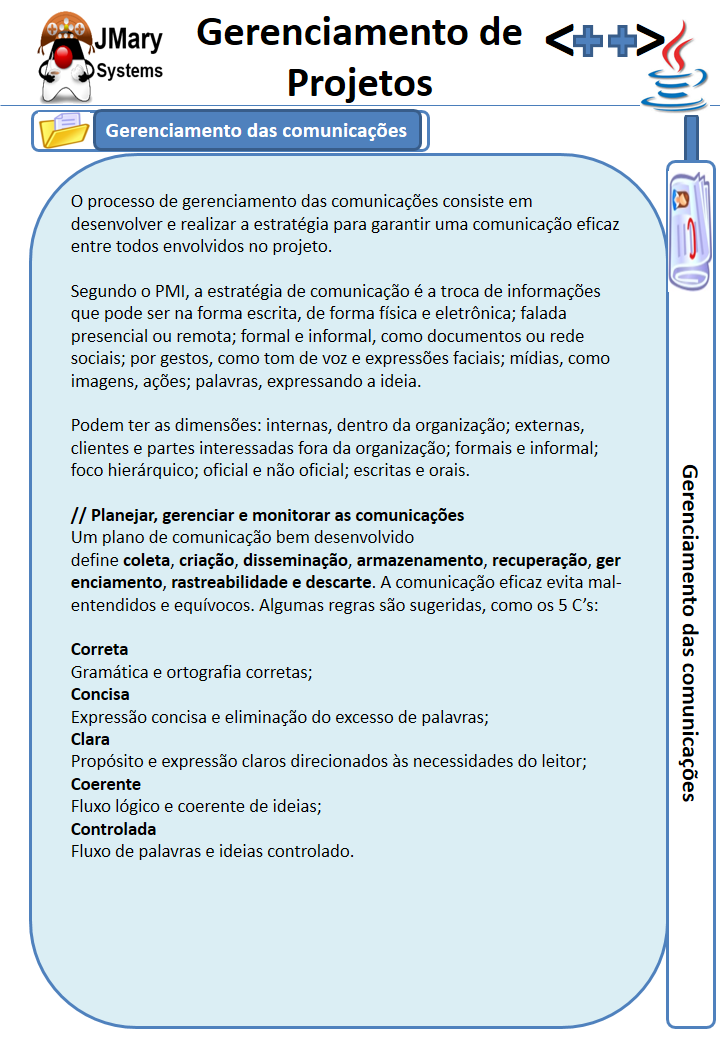 JMary
Systems
Gerenciamento de
Projetos
<++>
Gerenciamento das comunicações
O processo de gerenciamento das comunicações consiste em
desenvolver e realizar a estratégia para garantir uma comunicação eficaz
entre todos envolvidos no projeto.
Segundo o PMI, a estratégia de comunicação é a troca de informações
que pode ser na forma escrita, de forma física e eletrônica; falada
presencial ou remota; formal e informal, como documentos ou rede
sociais; por gestos, como tom de voz e expressões faciais; mídias, como
imagens, ações; palavras, expressando a ideia.
Podem ter as dimensões: internas, dentro da organização; externas,
clientes e partes interessadas fora da organização; formais e informal;
foco hierárquico; oficial e não oficial; escritas e orais.
// Planejar, gerenciar e monitorar as comunicações
Um plano de comunicação bem desenvolvido
define coleta, criação, disseminação, armazenamento, recuperação, ger
enciamento, rastreabilidade e descarte. A comunicação eficaz evita mal-
entendidos e equívocos. Algumas regras são sugeridas, como os 5 C’s:
Correta
Gramática e ortografia corretas;
Concisa
Expressão concisa e eliminação do excesso de palavras;
Clara
Propósito e expressão claros direcionados às necessidades do leitor;
Coerente
Fluxo lógico e coerente de ideias;
Controlada
Fluxo de palavras e ideias controlado.
Gerenciamento das comunicações